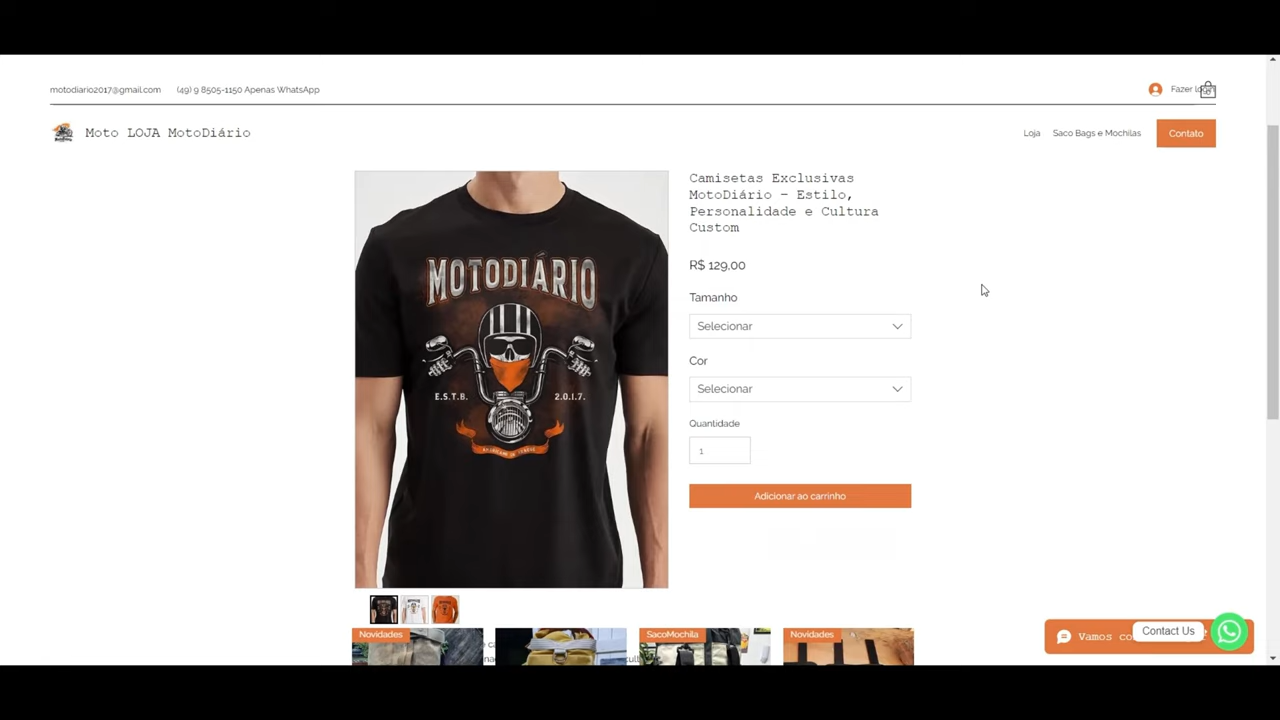 motodiario2017@gmail.com (49) 9 8505-1150 Apenas WhatsApp
Fazer
Moto LOJA MotoDiário
Loja Saco Bags e Mochilas Contato
Camisetas Exclusivas
MotoDiário - Estilo,
Personalidade e Cultura
Custom
R$ 129,00
Tamanho
Selecionar
Cor
Selecionar
Quantidade
1
Adicionar ao carrinho
MOTODIÁRIO
E.S.T.B. 2.0.1.7.
Novidades SacoMochila Novidades
Vamos
Contact Us